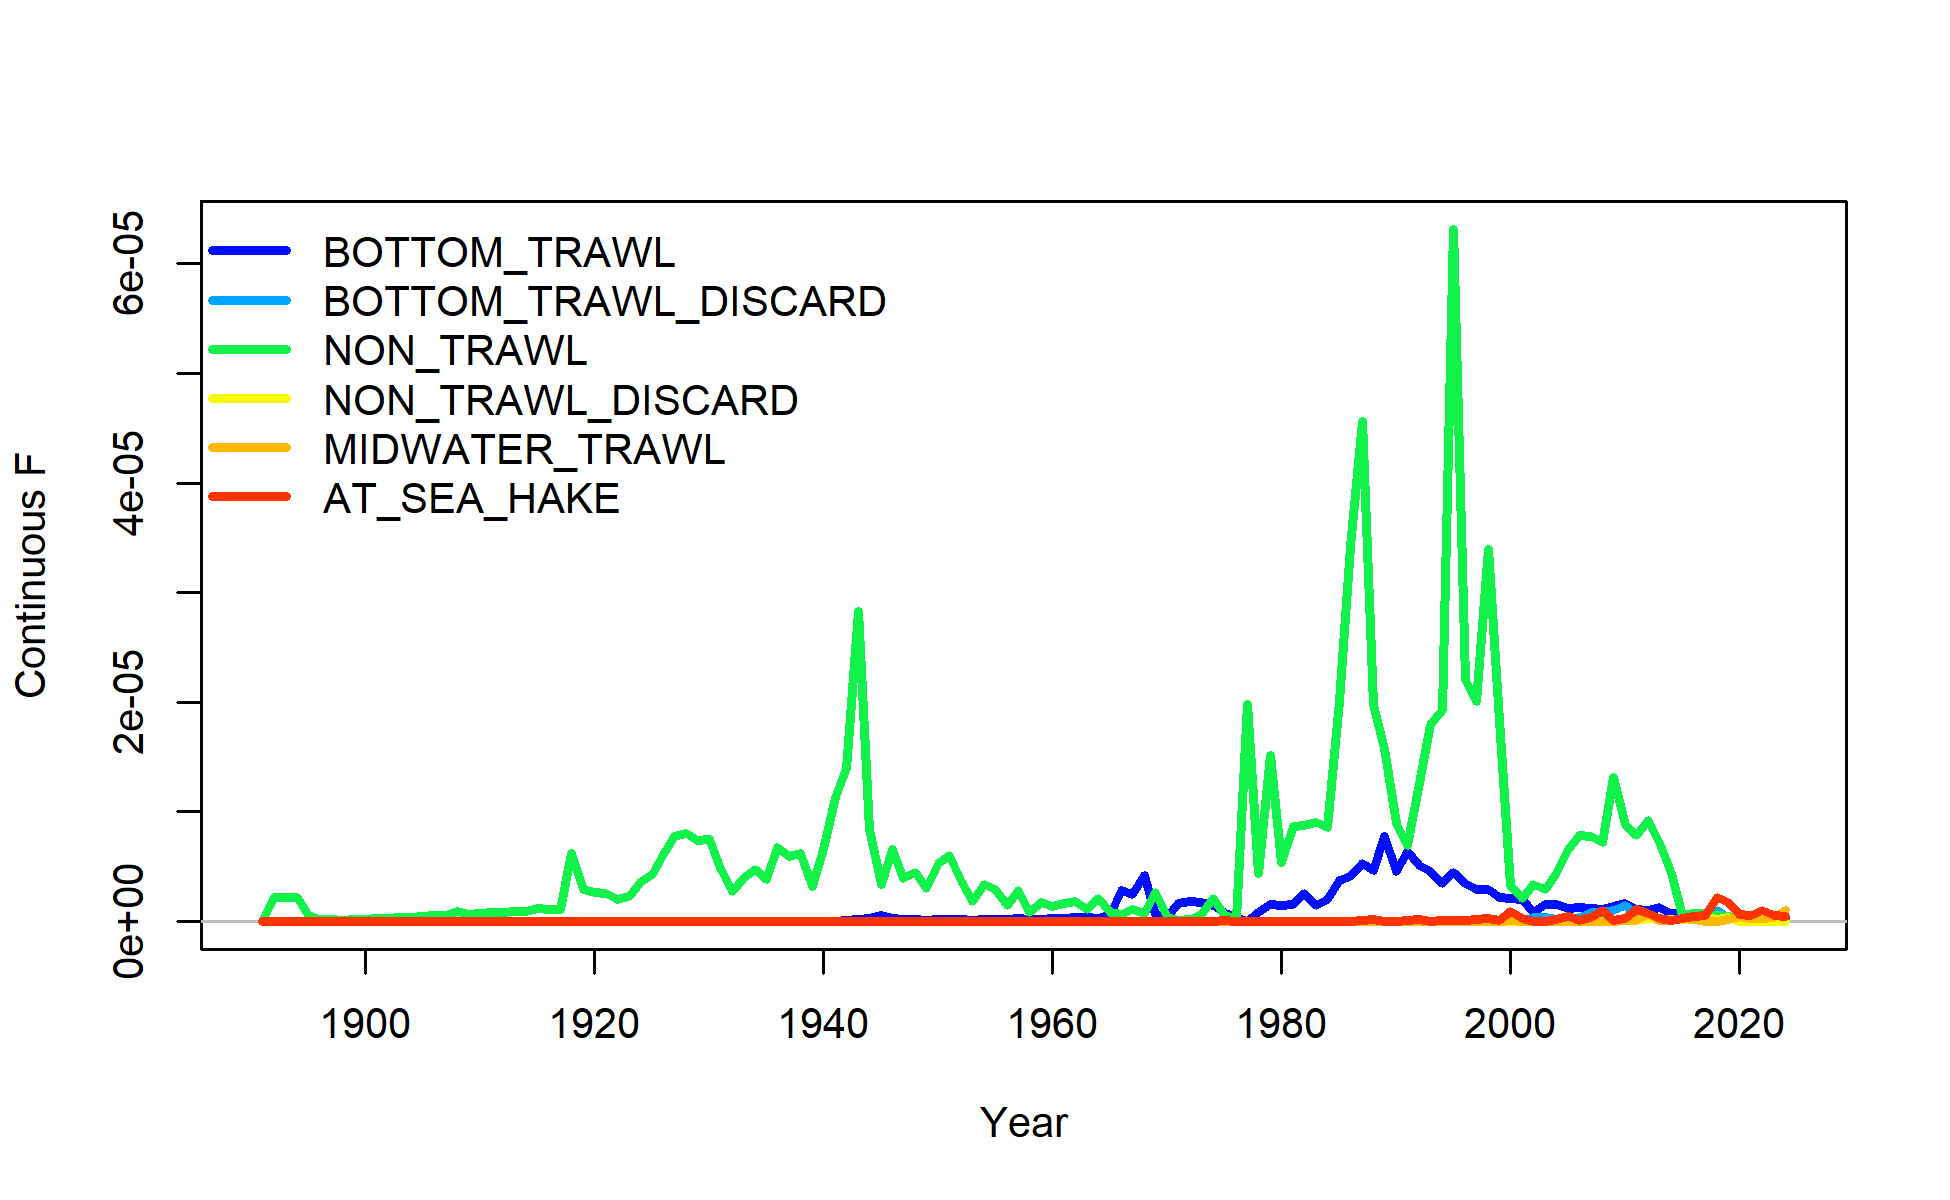 BOTTOM_TRAWL
BOTTOM_TRAWL_DISCARD
NON_TRAWL
NON_TRAWL_DISCARD
MIDWATER_TRAWL
AT_SEA_HAKE
Continuous F
6e-05
4e-05
2e-05
0e+00
1900 1920 1940 1960 1980 2000 2020
Year